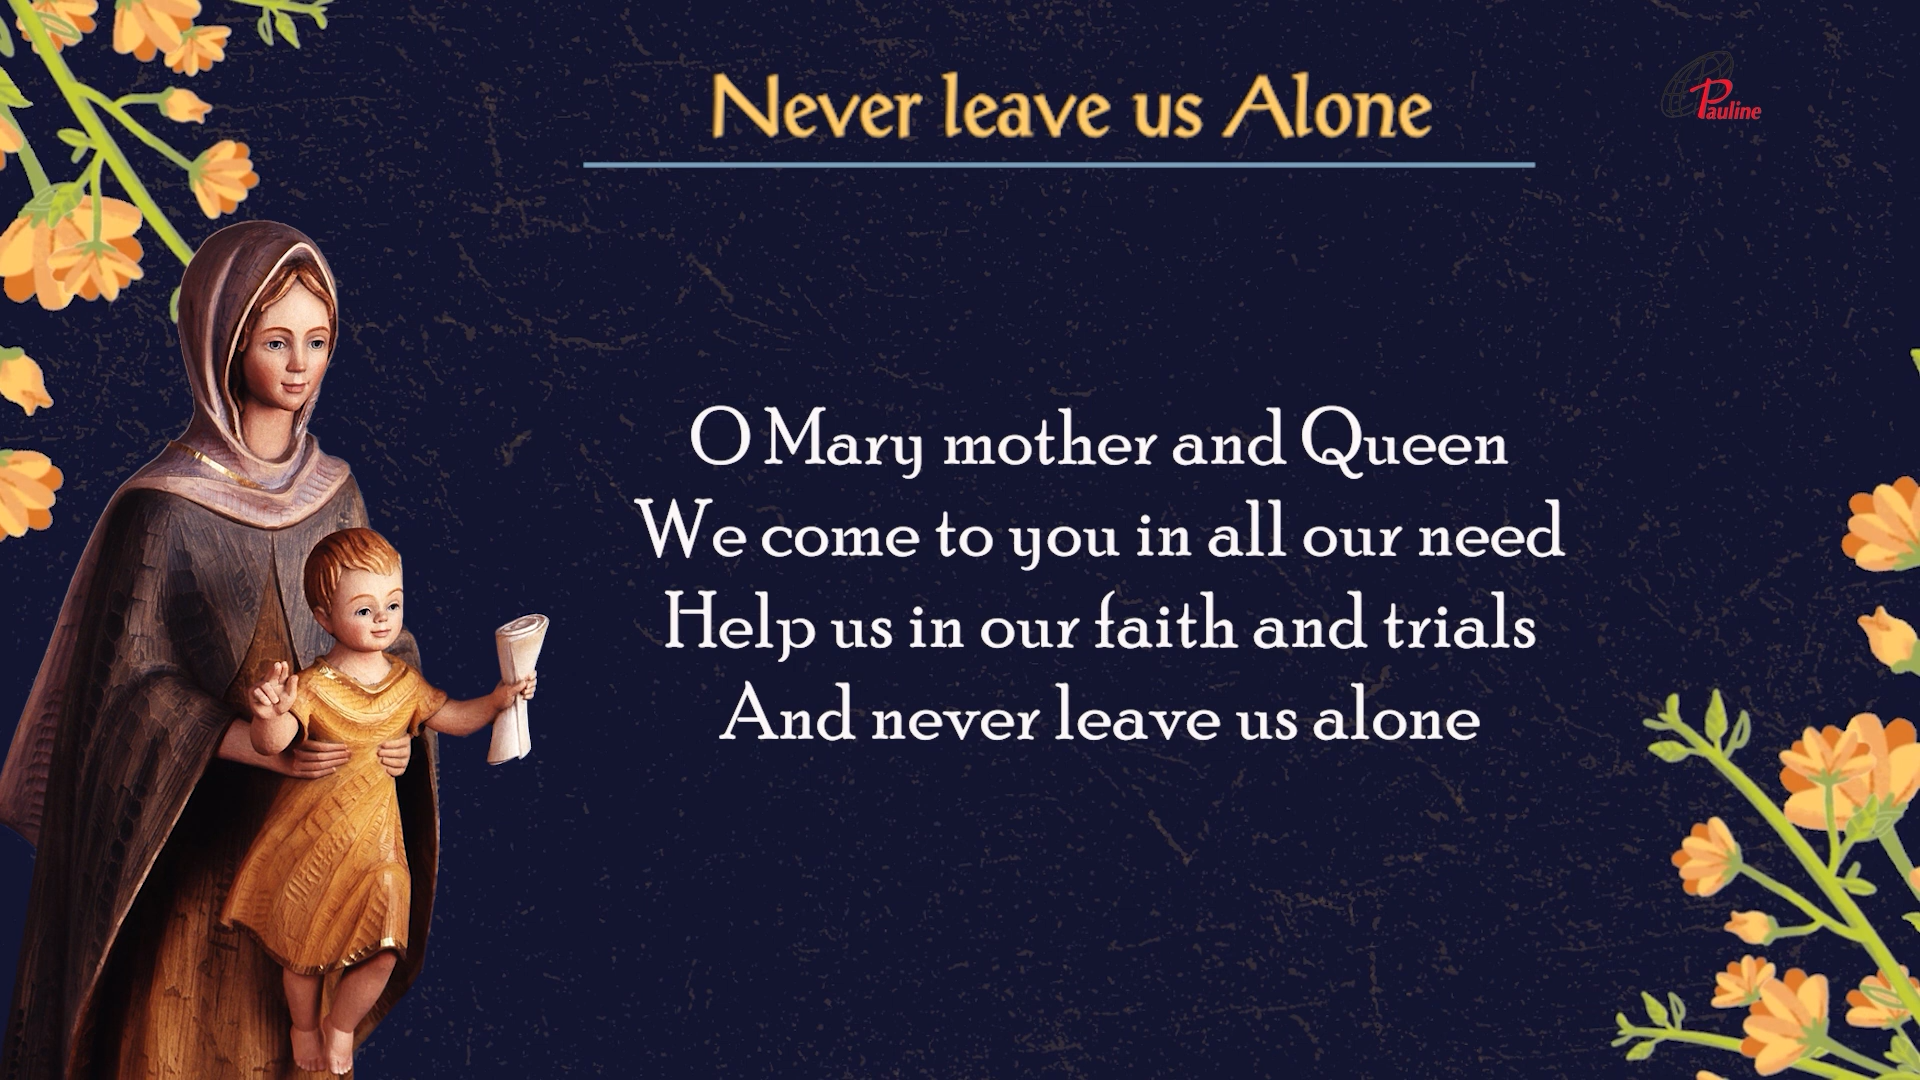 Never leave us Alone
Pauline
O Mary mother and Queen
We come to you in all our need
Help us in our faith and trials
And never leave us alone